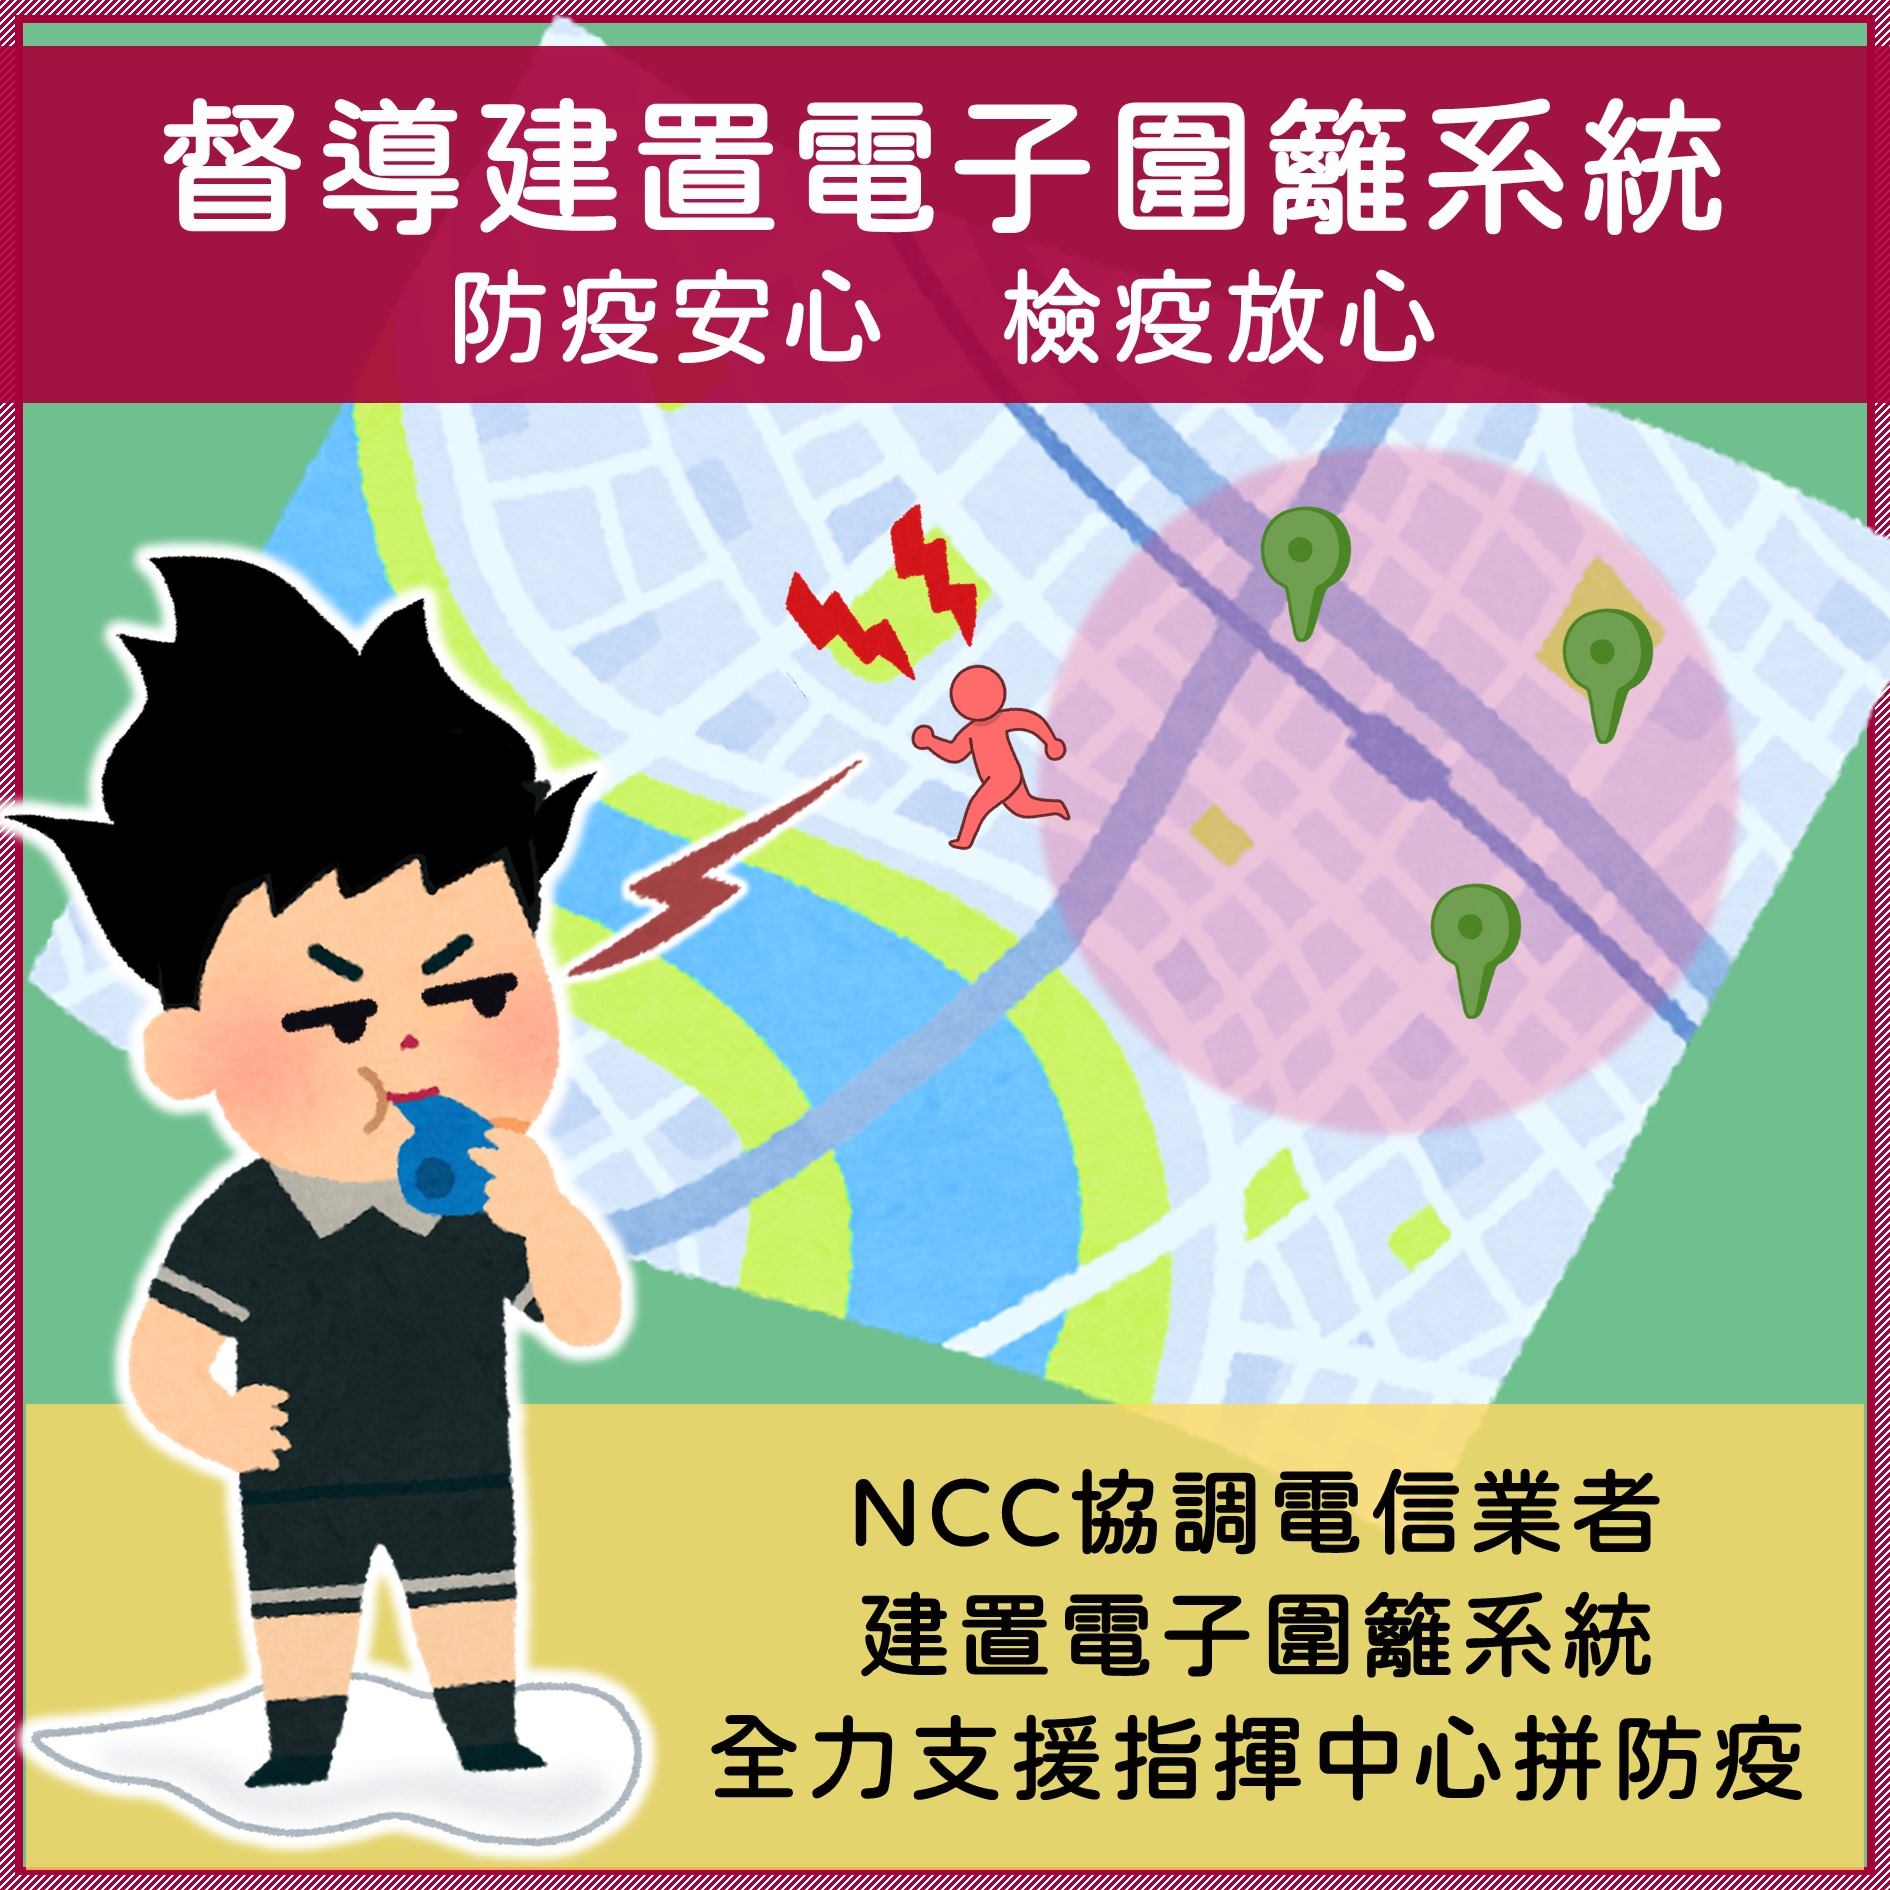 督導建置電子圍籬系統
防疫安心 檢疫放心
NCC協調電信業者
建置電子圍籬系統
全力支援指揮中心拼防疫